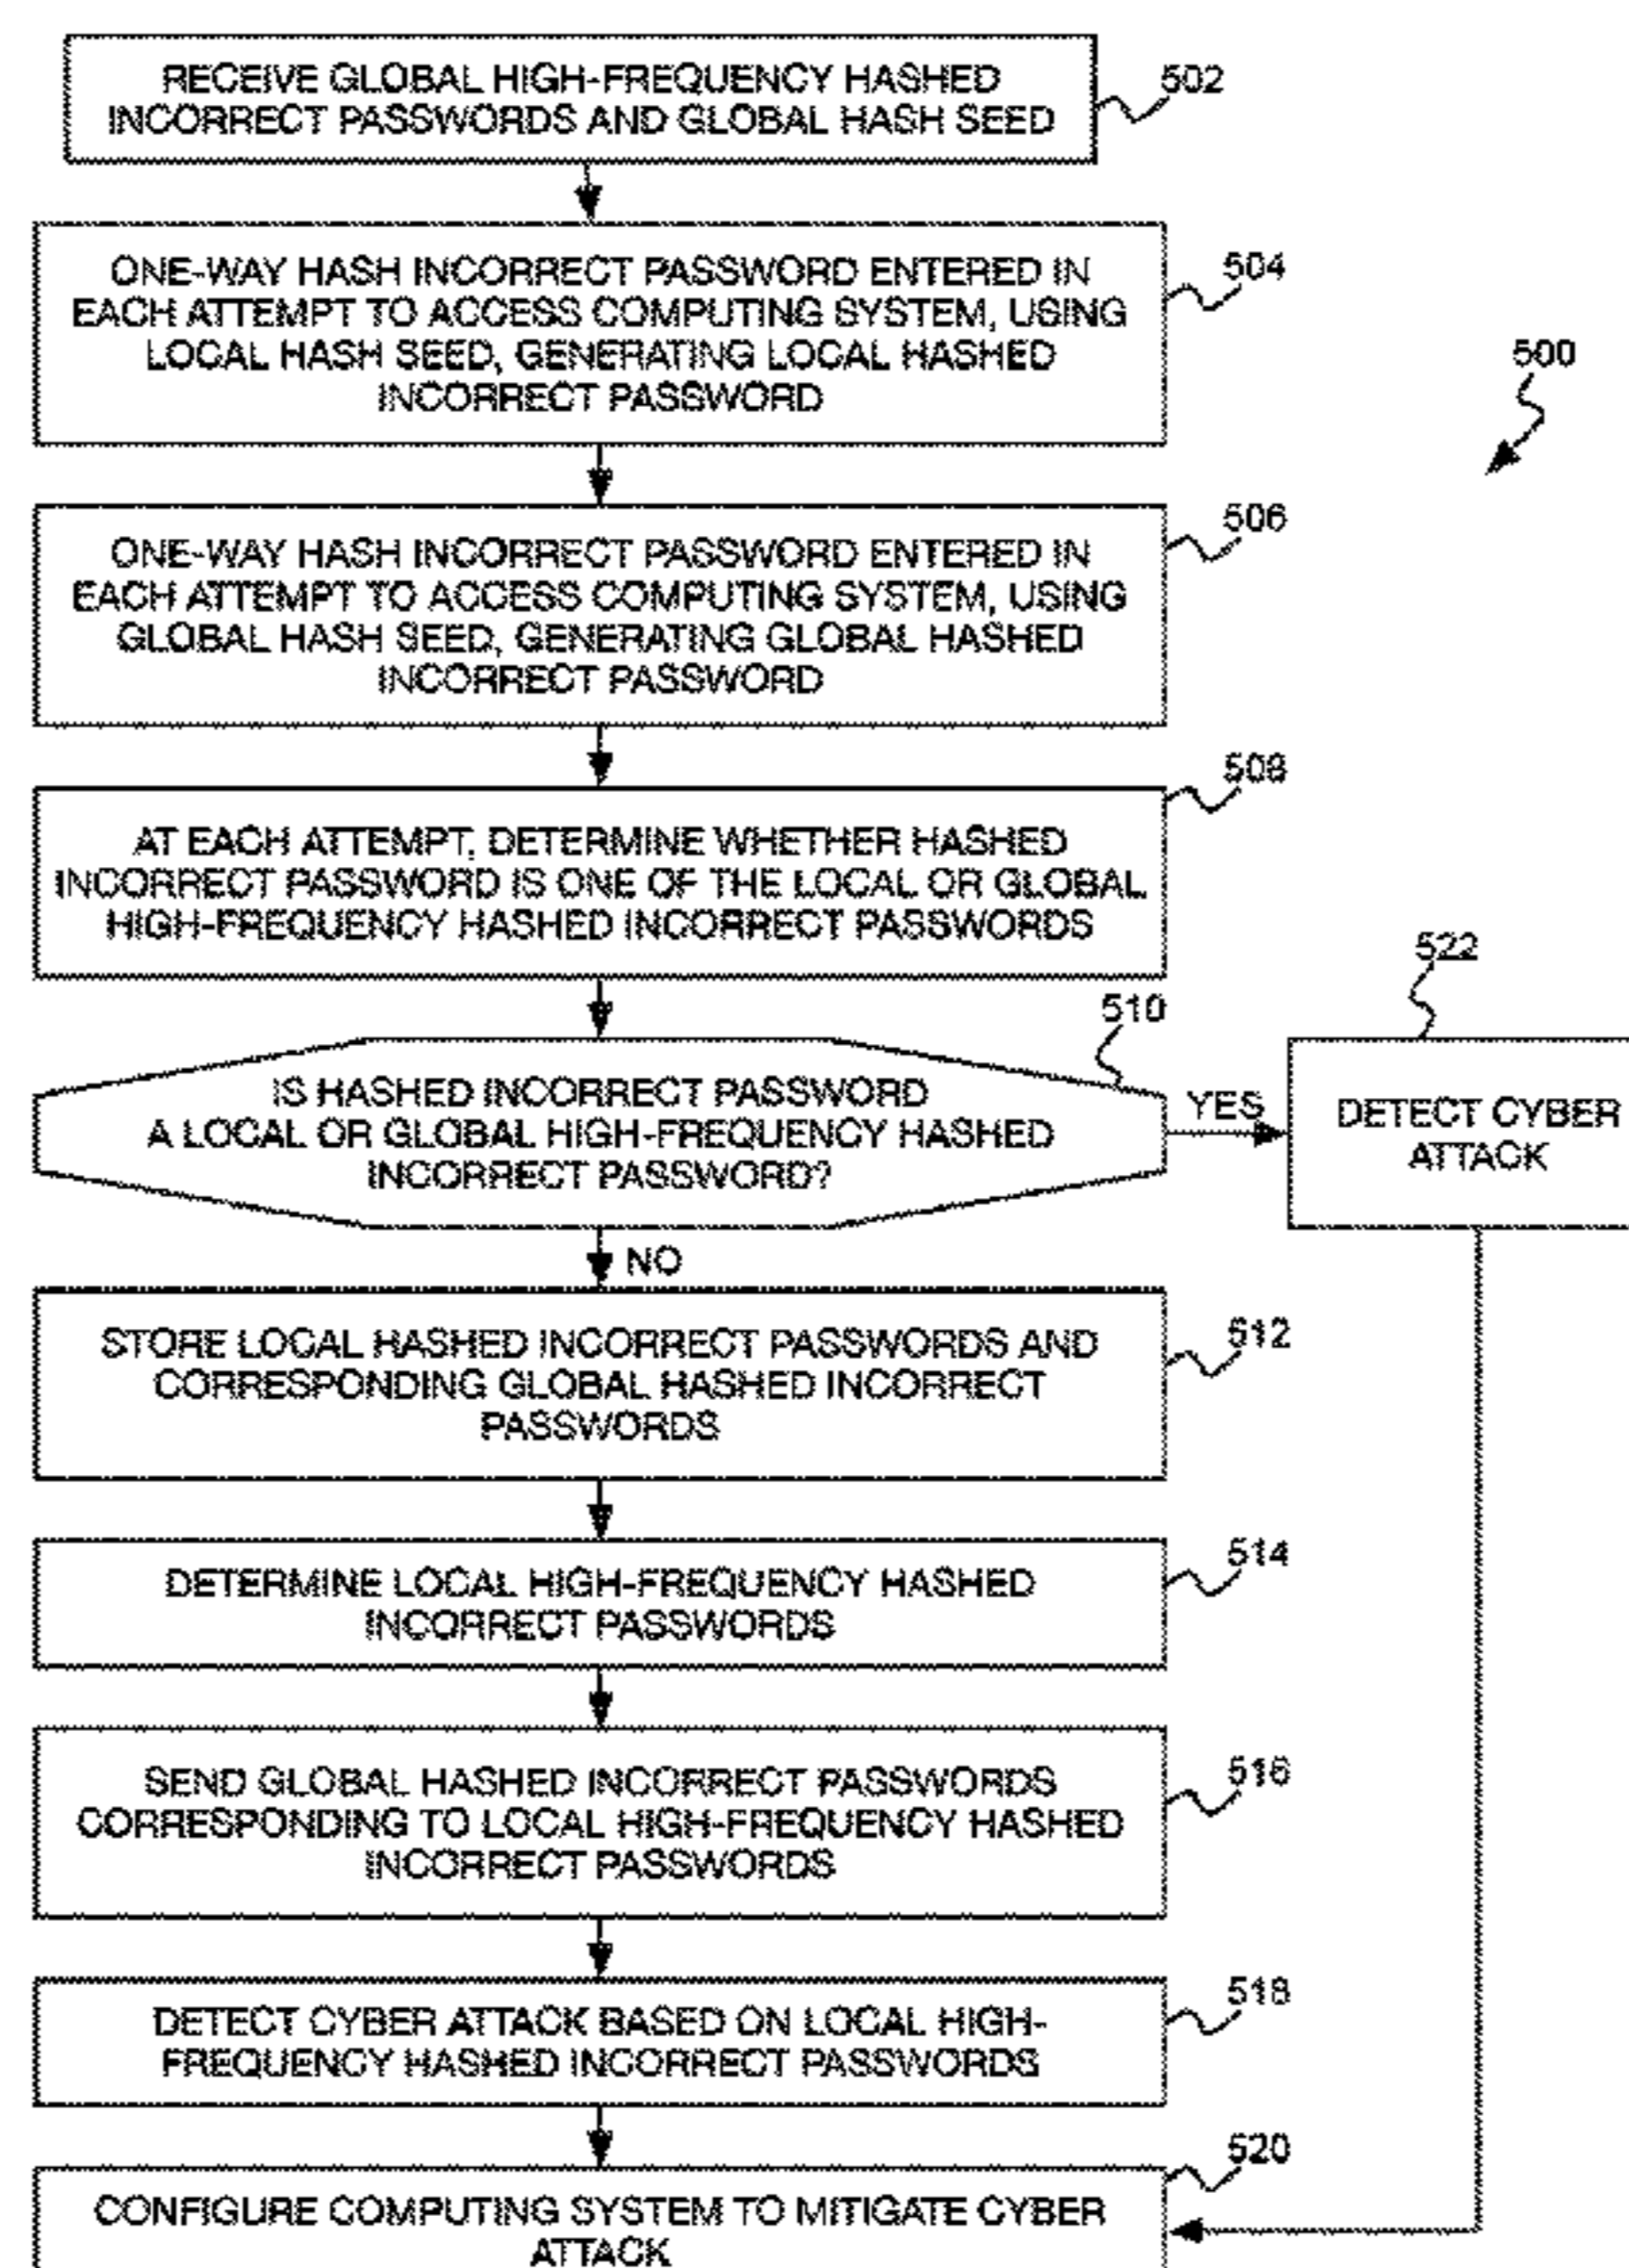 RECEIVE GLOBAL HIGH-FREQUENCY HASHED
INCORRECT PASSWORDS AND GLOBAL HASH SEED
502
ONE-WAY HASH INCORRECT PASSWORD ENTERED IN
EACH ATTEMPT TO ACCESS COMPUTING SYSTEM, USING
LOCAL HASH SEED, GENERATING LOCAL HASHED
INCORRECT PASSWORD
504
500
ONE-WAY HASH INCORRECT PASSWORD ENTERED IN
EACH ATTEMPT TO ACCESS COMPUTING SYSTEM, USING
GLOBAL HASH SEED, GENERATING GLOBAL HASHED
INCORRECT PASSWORD
506
AT EACH ATTEMPT, DETERMINE WHETHER HASHED
INCORRECT PASSWORD IS ONE OF THE LOCAL OR GLOBAL
HIGH-FREQUENCY HASHED INCORRECT PASSWORDS
508
IS HASHED INCORRECT PASSWORD
A LOCAL OR GLOBAL HIGH-FREQUENCY HASHED
INCORRECT PASSWORD?
510
YES
522
DETECT CYBER
ATTACK
NO
STORE LOCAL HASHED INCORRECT PASSWORDS AND
CORRESPONDING GLOBAL HASHED INCORRECT
PASSWORDS
512
DETERMINE LOCAL HIGH-FREQUENCY HASHED
INCORRECT PASSWORDS
514
SEND GLOBAL HASHED INCORRECT PASSWORDS
CORRESPONDING TO LOCAL HIGH-FREQUENCY HASHED
INCORRECT PASSWORDS
516
DETECT CYBER ATTACK BASED ON LOCAL HIGH-
FREQUENCY HASHED INCORRECT PASSWORDS
518
CONFIGURE COMPUTING SYSTEM TO MITIGATE CYBER
ATTACK
520